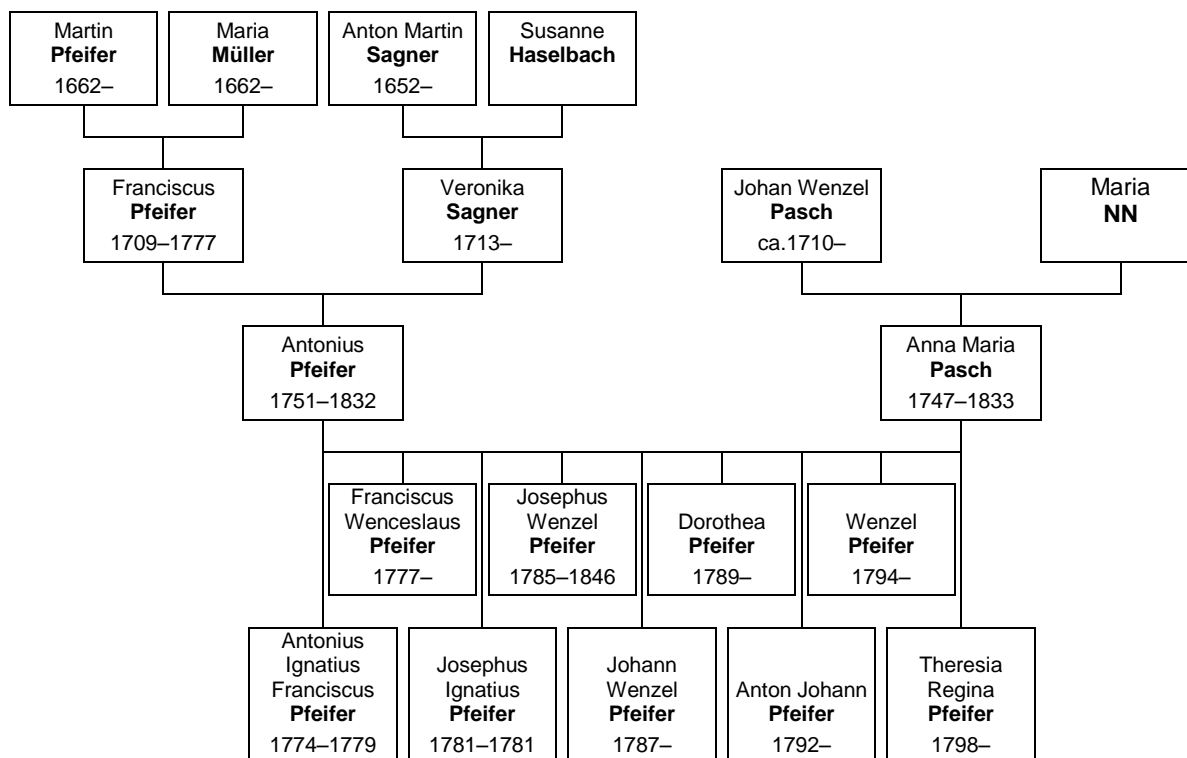 Martin
Pfeifer
1662–
Maria
Müller
1662–
Anton Martin
Sagner
1652–
Susanne
Haselbach
Franciscus
Pfeifer
1709–1777
Veronika
Sagner
1713–
Johan Wenzel
Pasch
ca.1710–
Maria
NN
Antonius
Pfeifer
1751–1832
Anna Maria
Pasch
1747–1833
Franciscus
Wenceslaus
Pfeifer
1777–
Josephus
Wenzel
Pfeifer
1785–1846
Dorothea
Pfeifer
1789–
Wenzel
Pfeifer
1794–
Antonius
Ignatius
Franciscus
Pfeifer
1774–1779
Josephus
Ignatius
Pfeifer
1781–1781
Johann
Wenzel
Pfeifer
1787–
Anton Johann
Pfeifer
1792–
Theresia
Regina
Pfeifer
1798–